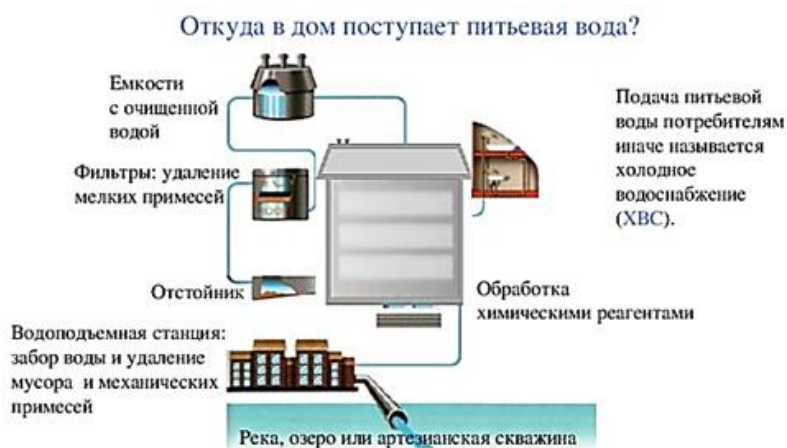 Откуда в дом поступает питьевая вода?
Емкости
с очищенной
водой
Подача питьевой
воды потребителям
иначе называется
холодное
водоснабжение
(ХВС).
Фильтры: удаление
мелких примесей
Отстойник
Обработка
химическими реагентами
Водоподъемная станция:
забор воды и удаление
мусора и механических
примесей
Река, озеро или артезианская скважина